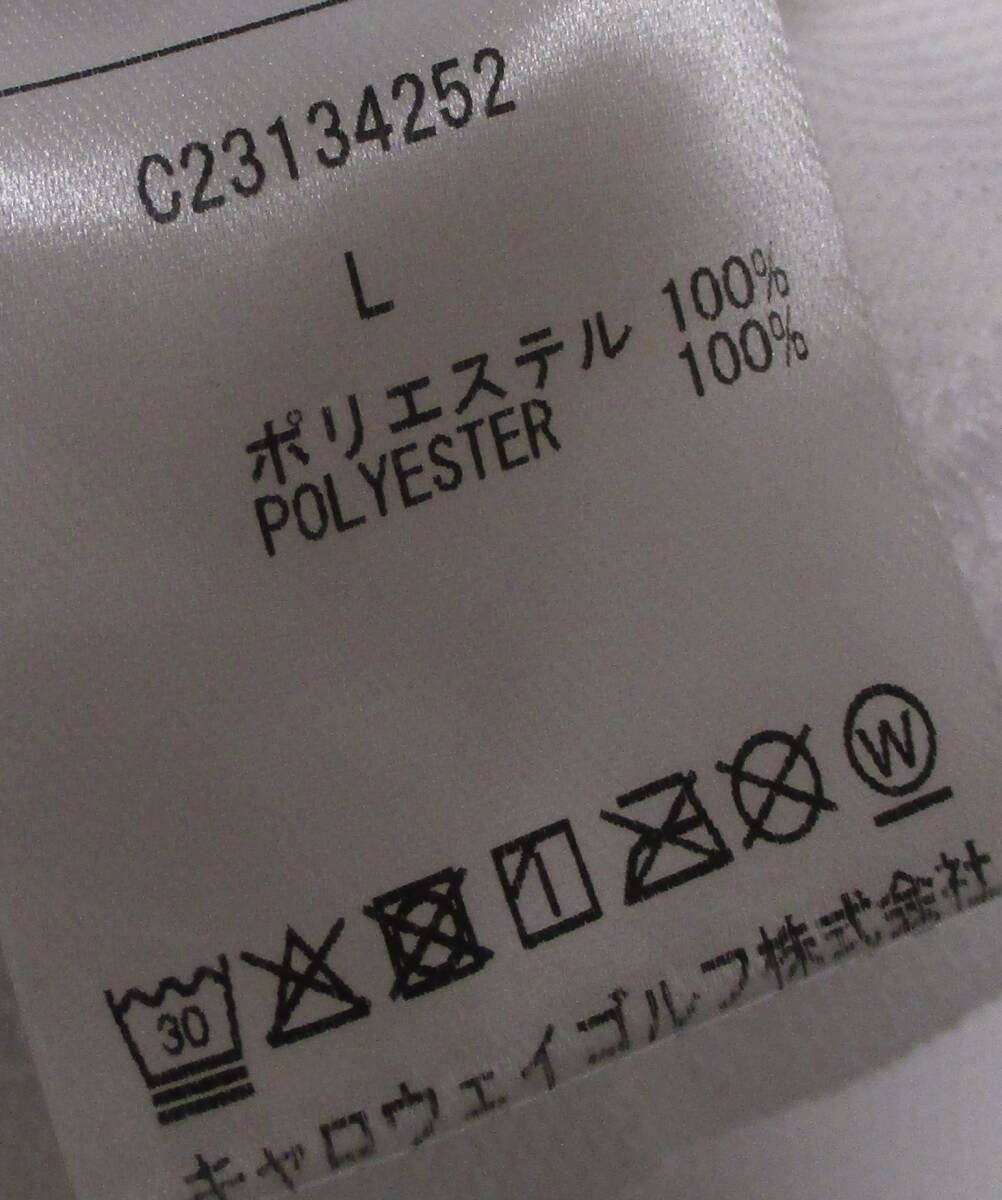 C23134252
L
ポリエステル 100%
POLYESTER 100%
30 W
キャロウェイゴルフ株式会社